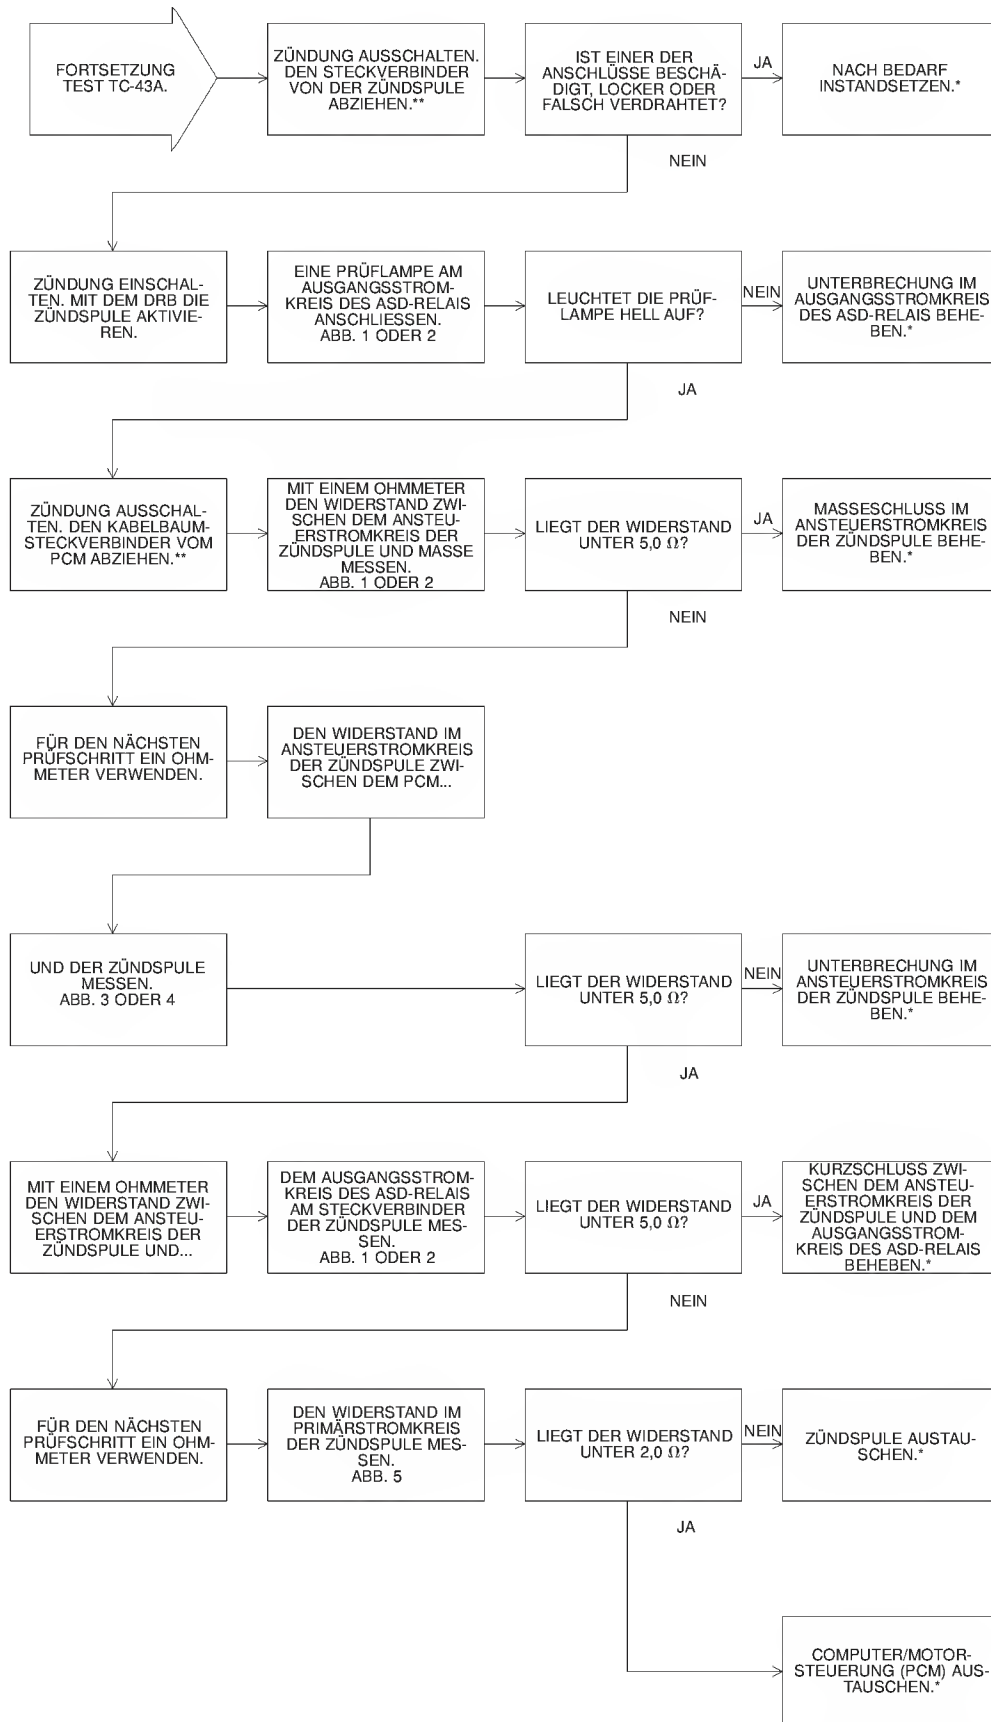 FORTSETZUNG
TEST TC-43A.
ZÜNDUNG AUSSCHALTEN.
DEN STECKVERBINDER
VON DER ZÜNDSPULE
ABZIEHEN.**
IST EINER DER
ANSCHLÜSSE BESCHÄ-
DIGT, LOCKER ODER
FALSCH VERDRAHTET?
JA
NACH BEDARF
INSTANDSETZEN.*
NEIN
ZÜNDUNG EINSCHAL-
TEN. MIT DEM DRB DIE
ZÜNDSPULE AKTIVIE-
REN.
EINE PRÜFLAMPE AM
AUSGANGSSTROM-
KREIS DES ASD-RELAIS
ANSCHLIESSEN.
ABB. 1 ODER 2
LEUCHTET DIE PRÜF-
LAMPE HELL AUF?
NEIN
UNTERBRECHUNG IM
AUSGANGSSTROMKREIS
DES ASD-RELAIS BEHE-
BEN.*
JA
ZÜNDUNG AUSSCHAL-
TEN. DEN KABELBAUM-
STECKVERBINDER VOM
PCM ABZIEHEN.**
MIT EINEM OHMMETER
DEN WIDERSTAND ZWI-
SCHEN DEM ANSTEU-
ERSTROMKREIS DER
ZÜNDSPULE UND MASSE
MESSEN.
ABB. 1 ODER 2
LIEGT DER WIDERSTAND
UNTER 5,0 Ω?
JA
MASSESCHLUSS IM
ANSTEUERSTROMKREIS
DER ZÜNDSPULE BEHE-
BEN.*
NEIN
FÜR DEN NÄCHSTEN
PRÜFSCHRITT EIN OHM-
METER VERWENDEN.
DEN WIDERSTAND IM
ANSTEUERSTROMKREIS
DER ZÜNDSPULE ZWI-
SCHEN DEM PCM...
UND DER ZÜNDSPULE
MESSEN.
ABB. 3 ODER 4
LIEGT DER WIDERSTAND
UNTER 5,0 Ω?
NEIN
UNTERBRECHUNG IM
ANSTEUERSTROMKREIS
DER ZÜNDSPULE BEHE-
BEN.*
JA
MIT EINEM OHMMETER
DEN WIDERSTAND ZWI-
SCHEN DEM ANSTEU-
ERSTROMKREIS DER
ZÜNDSPULE UND...
DEM AUSGANGSSTROM-
KREIS DES ASD-RELAIS
AM STECKVERBINDER
DER ZÜNDSPULE MES-
SEN.
ABB. 1 ODER 2
LIEGT DER WIDERSTAND
UNTER 5,0 Ω?
JA
KURZSCHLUSS ZWI-
SCHEN DEM ANSTEU-
ERSTROMKREIS DER
ZÜNDSPULE UND DEM
AUSGANGSSTROM-
KREIS DES ASD-RELAIS
BEHEBEN.*
NEIN
FÜR DEN NÄCHSTEN
PRÜFSCHRITT EIN OHM-
METER VERWENDEN.
DEN WIDERSTAND IM
PRIMÄRSTROMKREIS
DER ZÜNDSPULE MES-
SEN.
ABB. 5
LIEGT DER WIDERSTAND
UNTER 2,0 Ω?
NEIN
ZÜNDSPULE AUSTAU-
SCHEN.*
JA
COMPUTER/MOTOR-
STEUERUNG (PCM) AUS-
TAUSCHEN.*